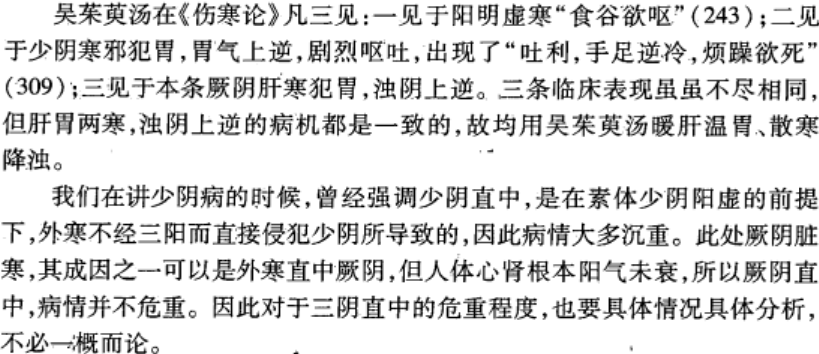 吴茱萸汤在《伤寒论》凡三见:一见于阳明虚寒“食谷欲呕”(243);二见
于少阴寒邪犯胃,胃气上逆,剧烈呕吐,出现了“吐利,手足逆冷,烦躁欲死”
(309);三见于本条厥阴肝寒犯胃,浊阴上逆。三条临床表现虽虽不尽相同,
但肝胃两寒,浊阴上逆的病机都是一致的,故均用吴茱萸汤暖肝温胃、散寒
降浊。
我们在讲少阴病的时候,曾经强调少阴直中,是在素体少阴阳虚的前提
下,外寒不经三阳而直接侵犯少阴所导致的,因此病情大多沉重。此处厥阴脏
寒,其成因之一可以是外寒直中厥阴,但人体心肾根本阳气未衰,所以厥阴直
中,病情并不危重。因此对于三阴直中的危重程度,也要具体情况具体分析,
不必一概而论。